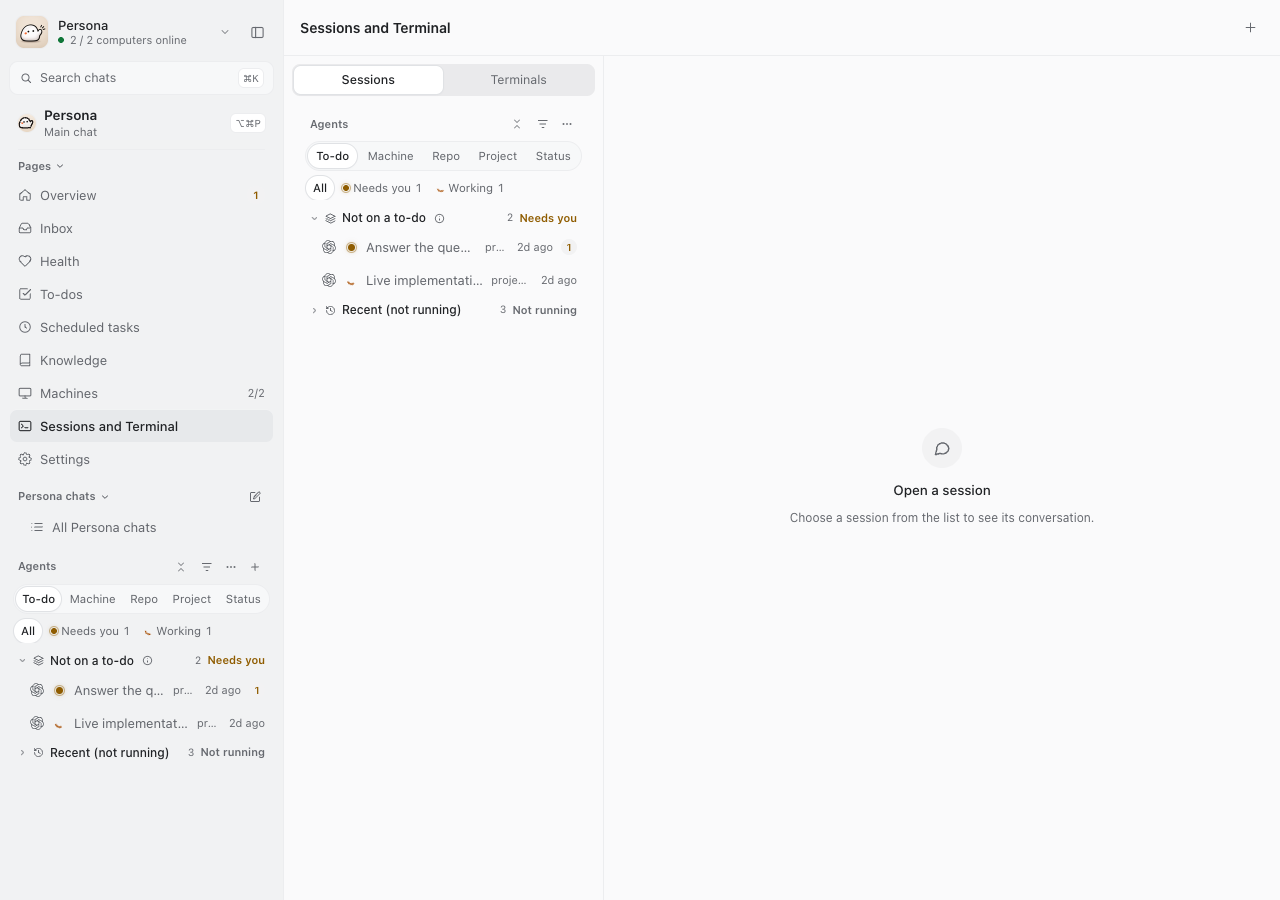 Persona
2 / 2 computers online
Search chats ⌘K
Persona
Main chat
⌥⌘P
Pages
Overview 1
Inbox
Health
To-dos
Scheduled tasks
Knowledge
Machines 2/2
Sessions and Terminal
Settings
Persona chats
All Persona chats
Agents
To-do Machine Repo Project Status
All Needs you 1 Working 1
Not on a to-do 2 Needs you
Answer the q... pr... 2d ago 1
Live implementat... pr... 2d ago
Recent (not running) 3 Not running
Sessions and Terminal
Sessions Terminals
Agents
To-do Machine Repo Project Status
All Needs you 1 Working 1
Not on a to-do 2 Needs you
Answer the que... pr... 2d ago 1
Live implementati... proje... 2d ago
Recent (not running) 3 Not running
Open a session
Choose a session from the list to see its conversation.